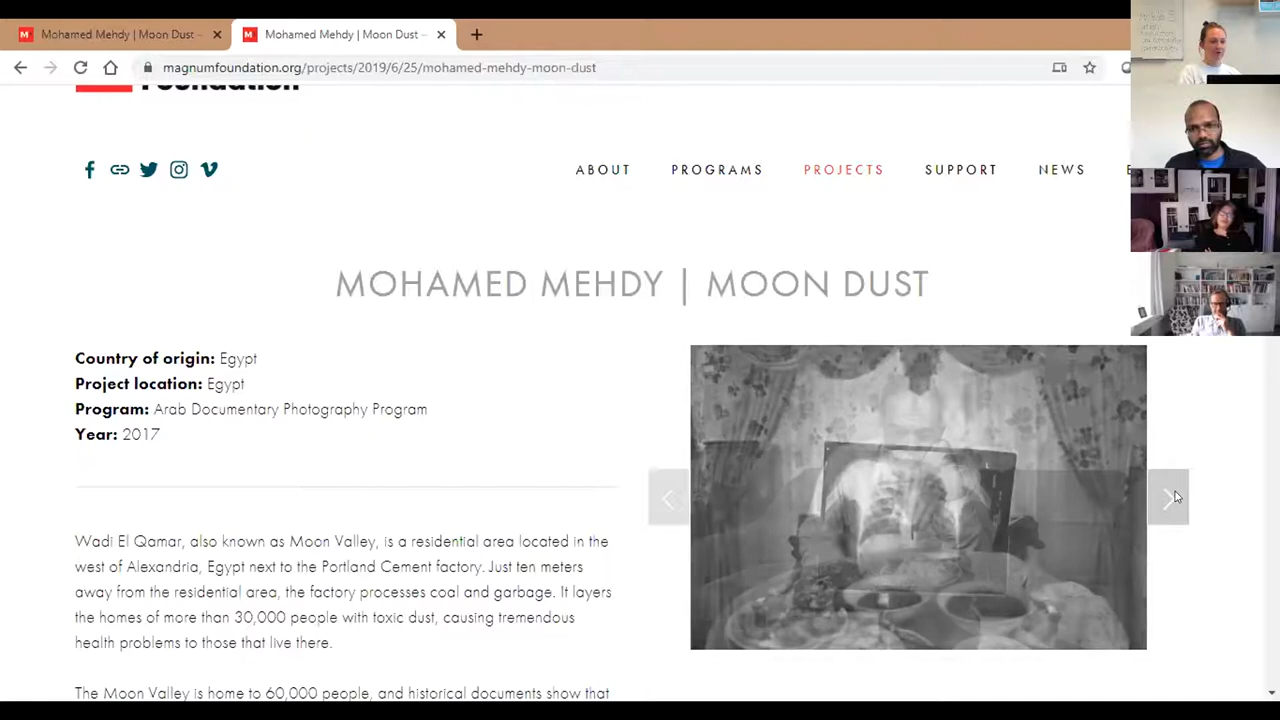 Mohamed Mehdy | Moon Dust –
Mohamed Mehdy | Moon Dust –
magnumfoundation.org/projects/2019/6/25/mohamed-mehdy-moon-dust
Foundation
ABOUT PROGRAMS PROJECTS SUPPORT NEWS
MOHAMED MEHDY | MOON DUST
Country of origin: Egypt
Project location: Egypt
Program: Arab Documentary Photography Program
Year: 2017
Wadi El Qamar, also known as Moon Valley, is a residential area located in the
west of Alexandria, Egypt next to the Portland Cement factory. Just ten meters
away from the residential area, the factory processes coal and garbage. It layers
the homes of more than 30,000 people with toxic dust, causing tremendous
health problems to those that live there.
The Moon Valley is home to 60,000 people, and historical documents show that